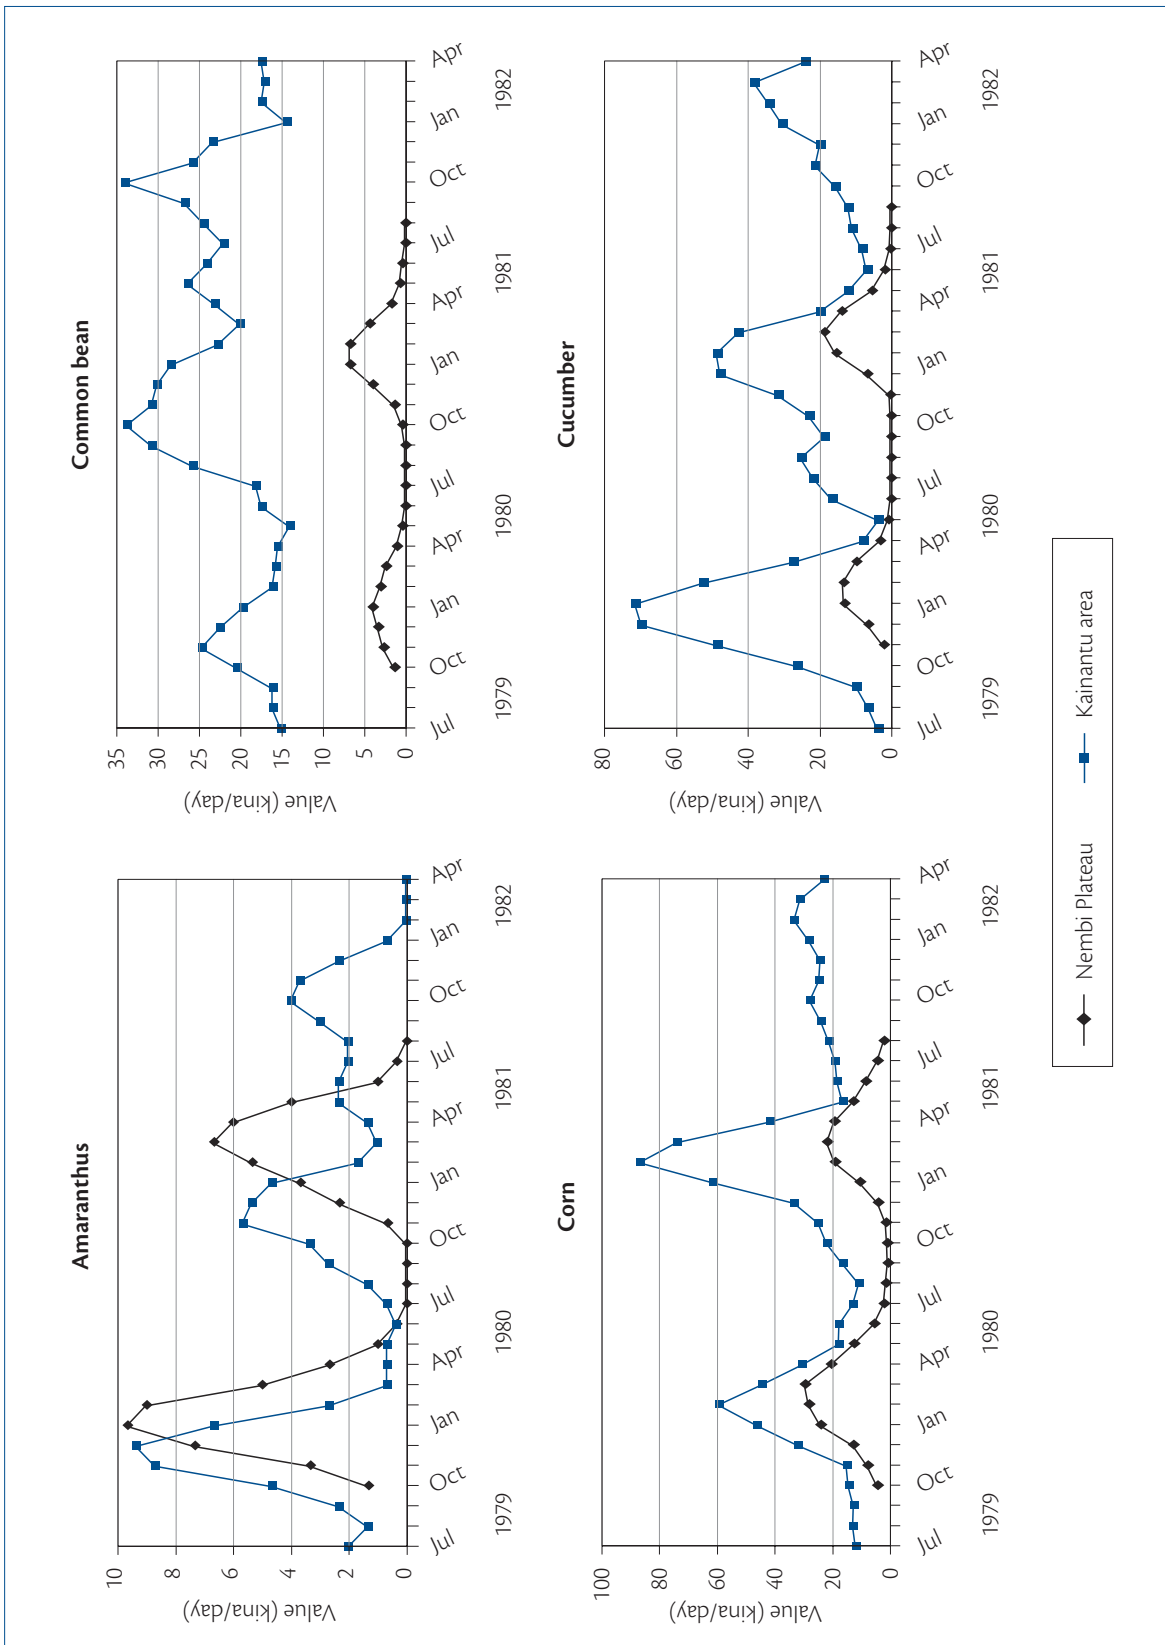 Amaranthus
Value (kina/day)
10
8
6
4
2
0
Jul Oct Jan Apr Jul Oct Jan Apr Jul Oct Jan Apr
1979 1980 1981 1982
Common bean
Value (kina/day)
35
30
25
20
15
10
5
0
Jul Oct Jan Apr Jul Oct Jan Apr Jul Oct Jan Apr
1979 1980 1981 1982
Corn
Value (kina/day)
100
80
60
40
20
0
Jul Oct Jan Apr Jul Oct Jan Apr Jul Oct Jan Apr
1979 1980 1981 1982
Cucumber
Value (kina/day)
80
60
40
20
0
Jul Oct Jan Apr Jul Oct Jan Apr Jul Oct Jan Apr
1979 1980 1981 1982
Nembi Plateau Kainantu area